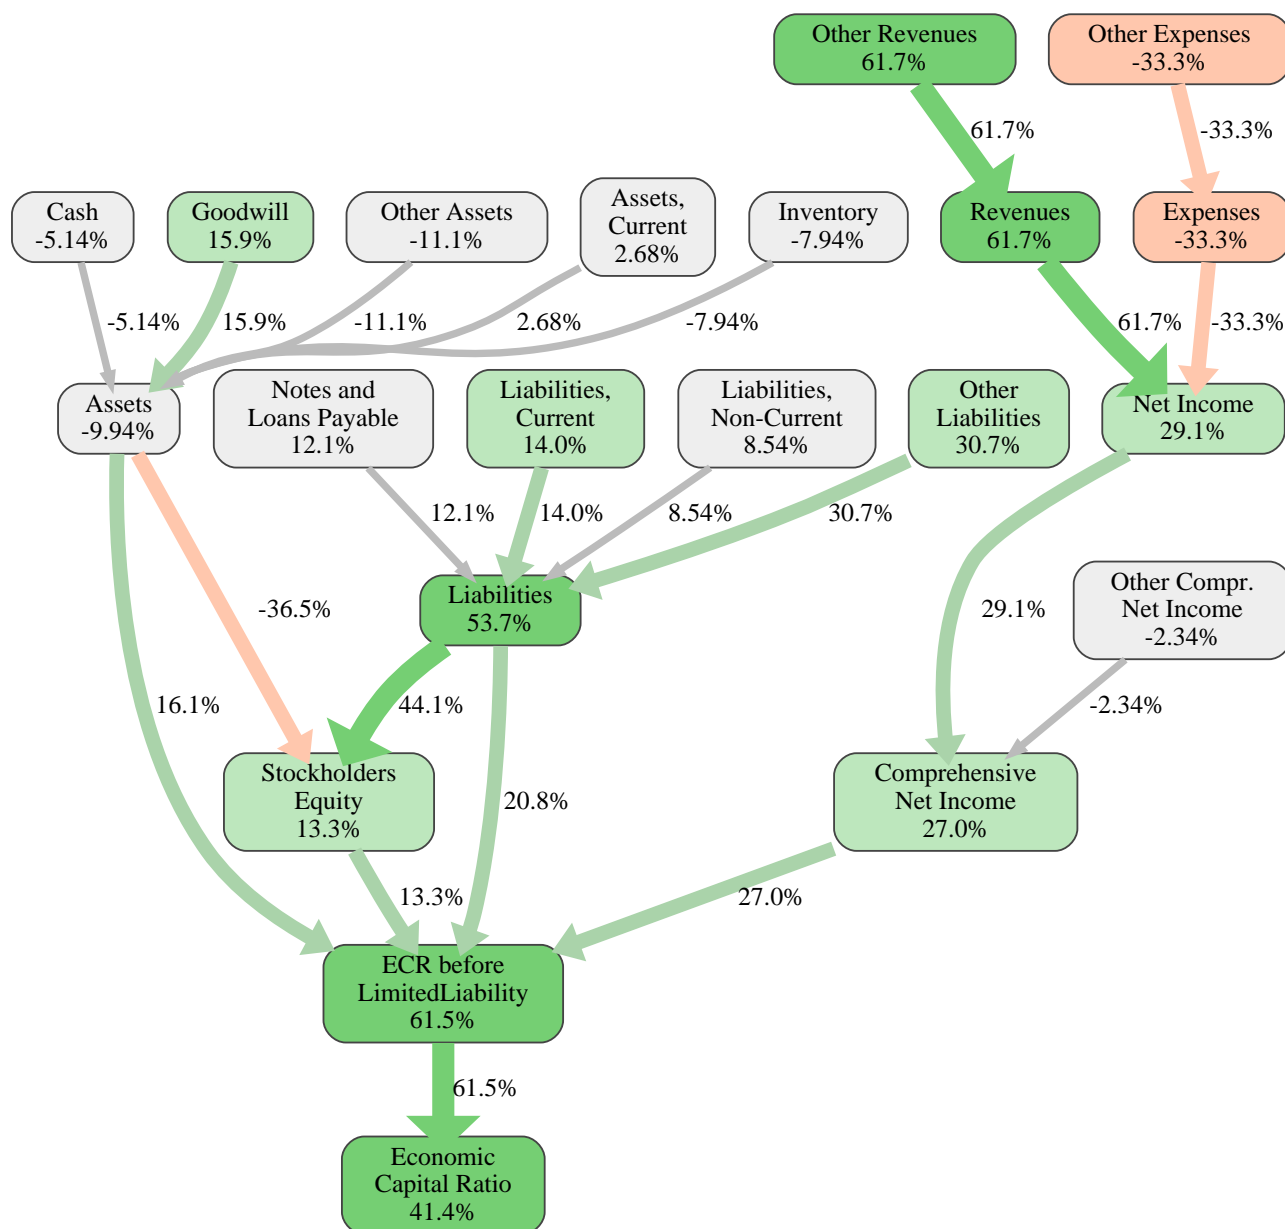 Other Revenues
61.7%
Other Expenses
-33.3%
61.7%
-33.3%
Cash
-5.14%
Goodwill
15.9%
Other Assets
-11.1%
Assets,
Current
2.68%
Inventory
-7.94%
Revenues
61.7%
Expenses
-33.3%
-5.14%
15.9%
-11.1%
2.68%
-7.94%
61.7%
-33.3%
Assets
-9.94%
Notes and
Loans Payable
12.1%
Liabilities,
Current
14.0%
Liabilities,
Non-Current
8.54%
Other
Liabilities
30.7%
Net Income
29.1%
12.1%
14.0%
8.54%
30.7%
Liabilities
53.7%
Other Compr.
Net Income
-2.34%
-36.5%
29.1%
16.1%
44.1%
-2.34%
Stockholders
Equity
13.3%
20.8%
Comprehensive
Net Income
27.0%
13.3%
27.0%
ECR before
LimitedLiability
61.5%
61.5%
Economic
Capital Ratio
41.4%